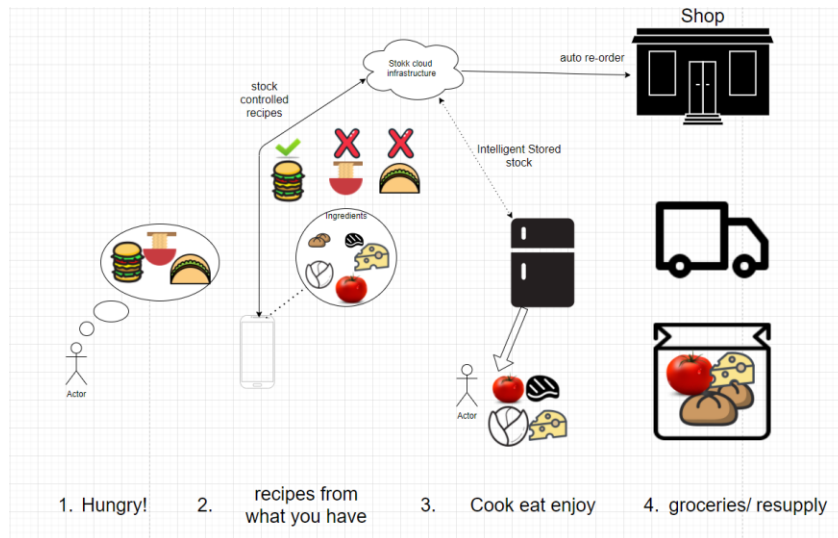 Shop
Stokk cloud
infrastructure
auto re-order
stock
controlled
recipes
Intelligent Stored
stock
Ingredients
Actor
Actor
1. Hungry!
2.
recipes from
what you have
3.
Cook eat enjoy
4. groceries/ resupply